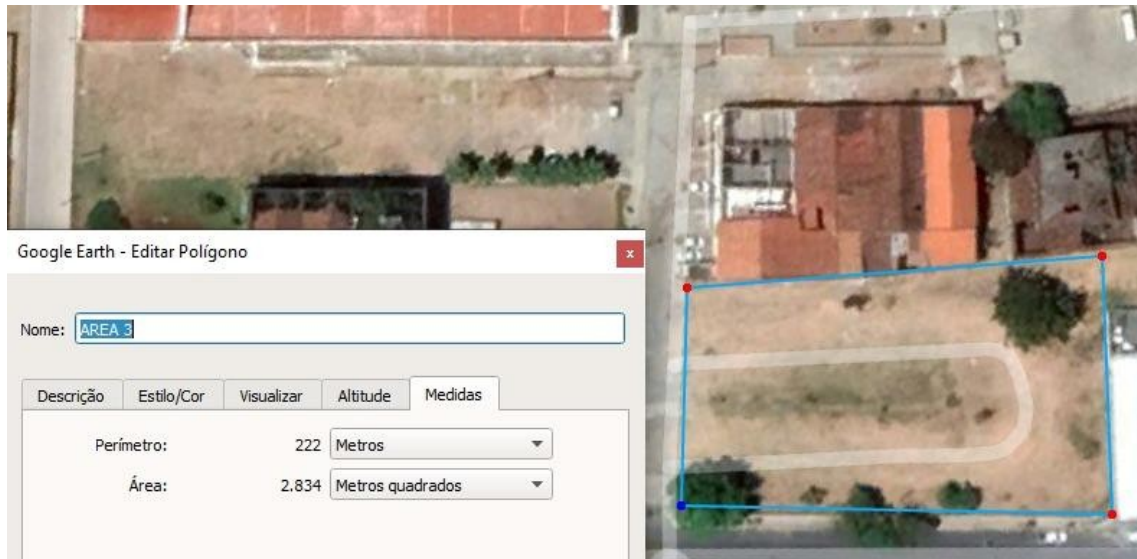 Google Earth - Editar Polígono
x
Nome: AREA 3
Descrição Estilo/Cor Visualizar Altitude Medidas
Perímetro: 222 Metros
Área: 2.834 Metros quadrados